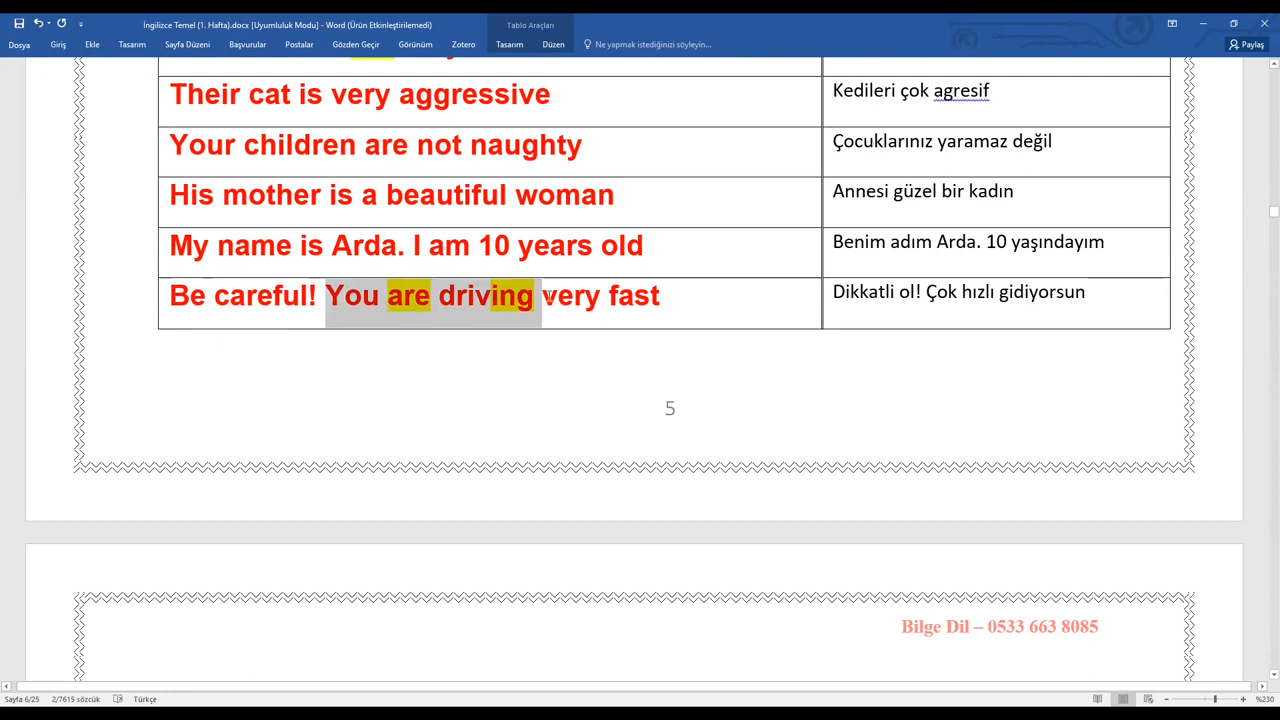 İngilizce Temel (1. Hafta).docx [Uyumluluk Modu] - Word (Ürün Etkinleştirilemedi)
Tablo Araçları
Dosya Giriş Ekle Tasarım Sayfa Düzeni Başvurular Postalar Gözden Geçir Görünüm Zotero Tasarım Düzen Ne yapmak istediğinizi söyleyin... Paylaş
Their cat is very aggressive Kedileri çok agresif
Your children are not naughty Çocuklarınız yaramaz değil
His mother is a beautiful woman Annesi güzel bir kadın
My name is Arda. I am 10 years old Benim adım Arda. 10 yaşındayım
Be careful! You are driving very fast Dikkatli ol! Çok hızlı gidiyorsun
5
Bilge Dil – 0533 663 8085
Sayfa 6/25 2/7615 sözcük Türkçe %230